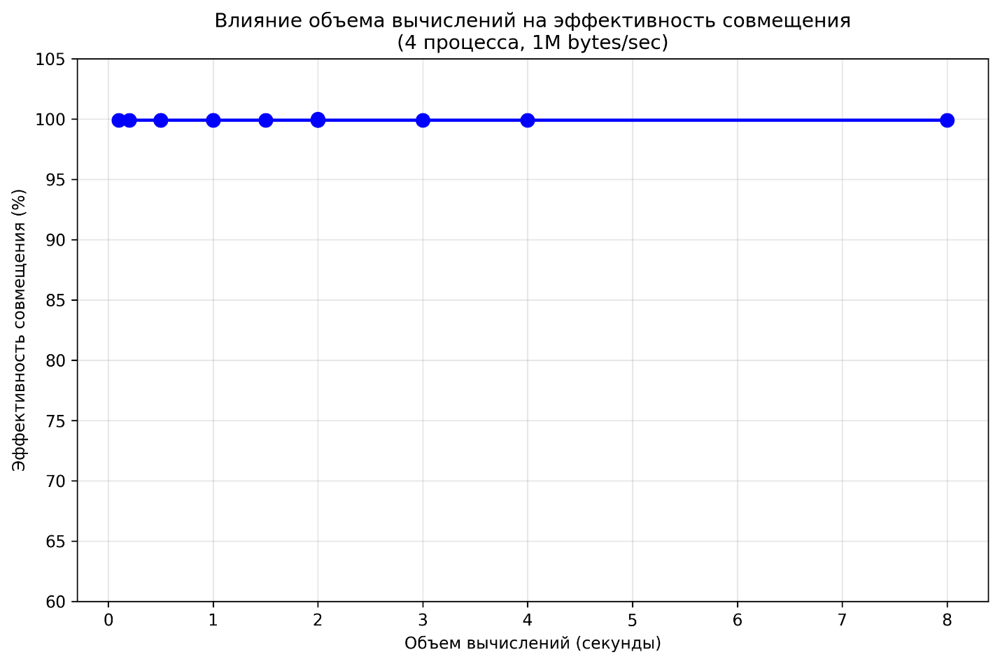 Влияние объема вычислений на эффективность совмещения
(4 процесса, 1M bytes/sec)
105
100
95
90
85
80
75
70
65
60
Эффективность совмещения (%)
0 1 2 3 4 5 6 7 8
Объем вычислений (секунды)